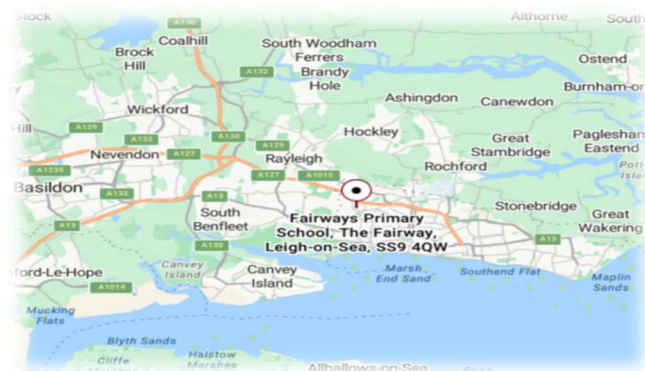 Stock
A130
Althorne
South
Coalhill
Brock
Hill
South Woodham
Ferrers
A132
Brandy
Hole
Ostend
Burnham-on
Wickford
Ashingdon
Canewdon
Hill
A129
A132
A130
Hockley
Great
Stambridge
Paglesham
Eastend
A129
Nevendon
A127
Rayleigh
Rochford
A1235
A127
A1015
Basildon
A132
A13
South
Benfleet
Stonebridge
Great
Wakering
A13
Fairways Primary
School, The Fairway,
Leigh-on-Sea, SS9 4QW
A13
A130
Canvey
Island
Canvey
Island
Marsh
End Sand
Southend Flat
Maplin
Sands
ford-Le-Hope
A1014
Mucking
Flats
Blyth Sands
Cliffe
Halstow
Marshes
Allhallows-on-Sea